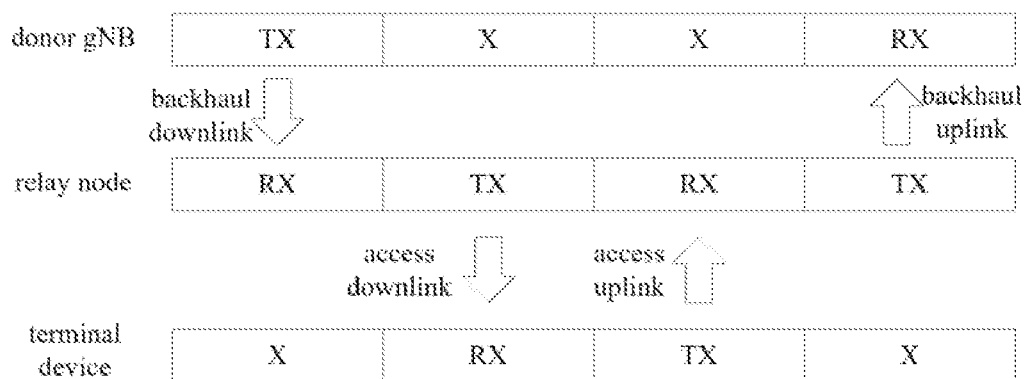 donor gNB TX X X RX
backhaul
downlink
backhaul
uplink
relay node RX TX RX TX
access
downlink
access
uplink
terminal
device
X RX TX X